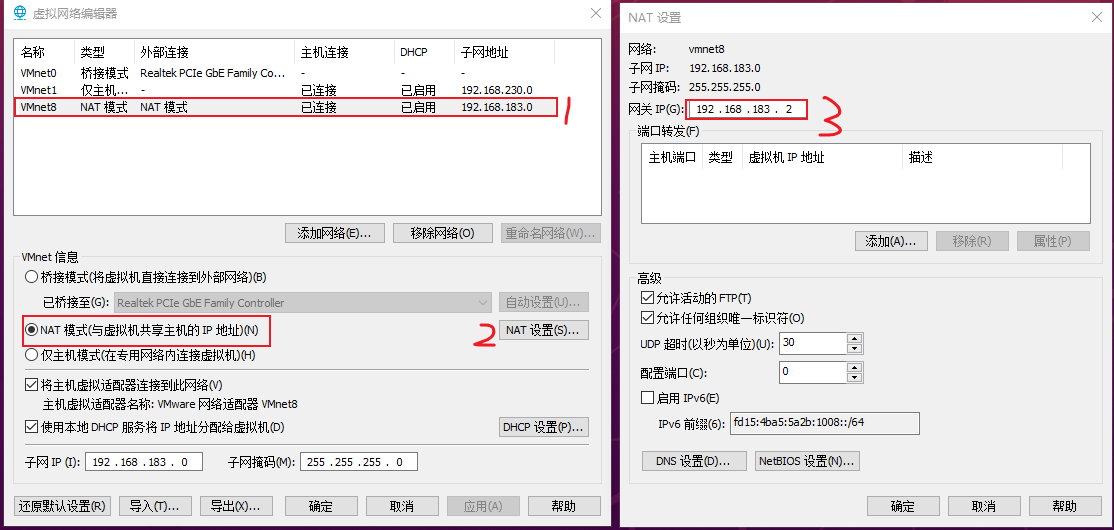 虚拟网络编辑器
名称 类型 外部连接 主机连接 DHCP 子网地址
VMnet0 桥接模式 Realtek PCIe GbE Family Co... - - -
VMnet1 仅主机... - 已连接 已启用 192.168.230.0
VMnet8 NAT 模式 NAT 模式 已连接 已启用 192.168.183.0
1
添加网络(E)... 移除网络(O) 重命名网络(W)...
VMnet 信息
桥接模式(将虚拟机直接连接到外部网络)(B)
已桥接至(G): Realtek PCIe GbE Family Controller 自动设置(U)...
NAT 模式(与虚拟机共享主机的 IP 地址)(N) 2 NAT 设置(S)...
仅主机模式(在专用网络内连接虚拟机)(H)
将主机虚拟适配器连接到此网络(V)
主机虚拟适配器名称: VMware 网络适配器 VMnet8
使用本地 DHCP 服务将 IP 地址分配给虚拟机(D) DHCP 设置(P)...
子网 IP (I): 192 .168 .183 . 0 子网掩码(M): 255 .255 .255 . 0
还原默认设置(R) 导入(T)... 导出(X)... 确定 取消 应用(A) 帮助
NAT 设置
网络: vmnet8
子网 IP: 192.168.183.0
子网掩码: 255.255.255.0
网关 IP(G): 192 .168 .183 . 2 3
端口转发(F)
主机端口 类型 虚拟机 IP 地址 描述
添加(A)... 移除(R) 属性(P)
高级
允许活动的 FTP(T)
允许任何组织唯一标识符(O)
UDP 超时(以秒为单位)(U): 30
配置端口(C): 0
启用 IPv6(E)
IPv6 前缀(6): fd15:4ba5:5a2b:1008::/64
DNS 设置(D)... NetBIOS 设置(N)...
确定 取消 帮助